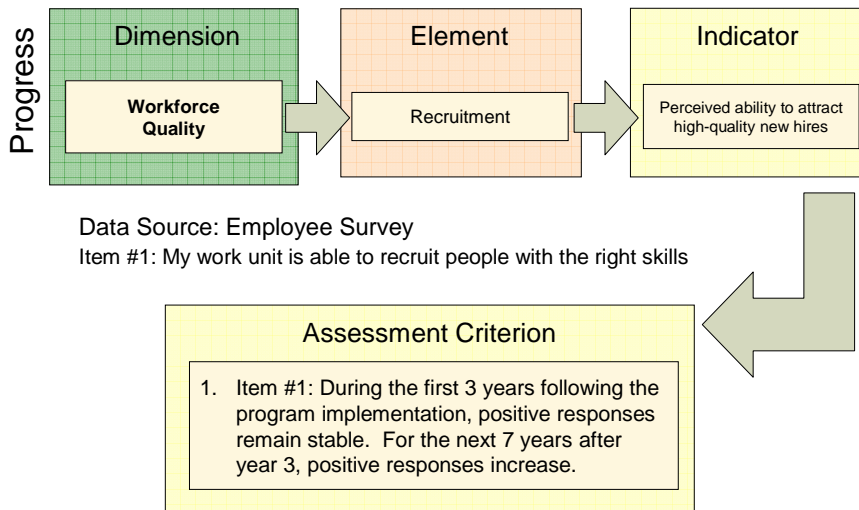 Progress
Dimension
Workforce
Quality
Element
Recruitment
Indicator
Perceived ability to attract
high-quality new hires
Data Source: Employee Survey
Item #1: My work unit is able to recruit people with the right skills
Assessment Criterion
1. Item #1: During the first 3 years following the
program implementation, positive responses
remain stable. For the next 7 years after
year 3, positive responses increase.